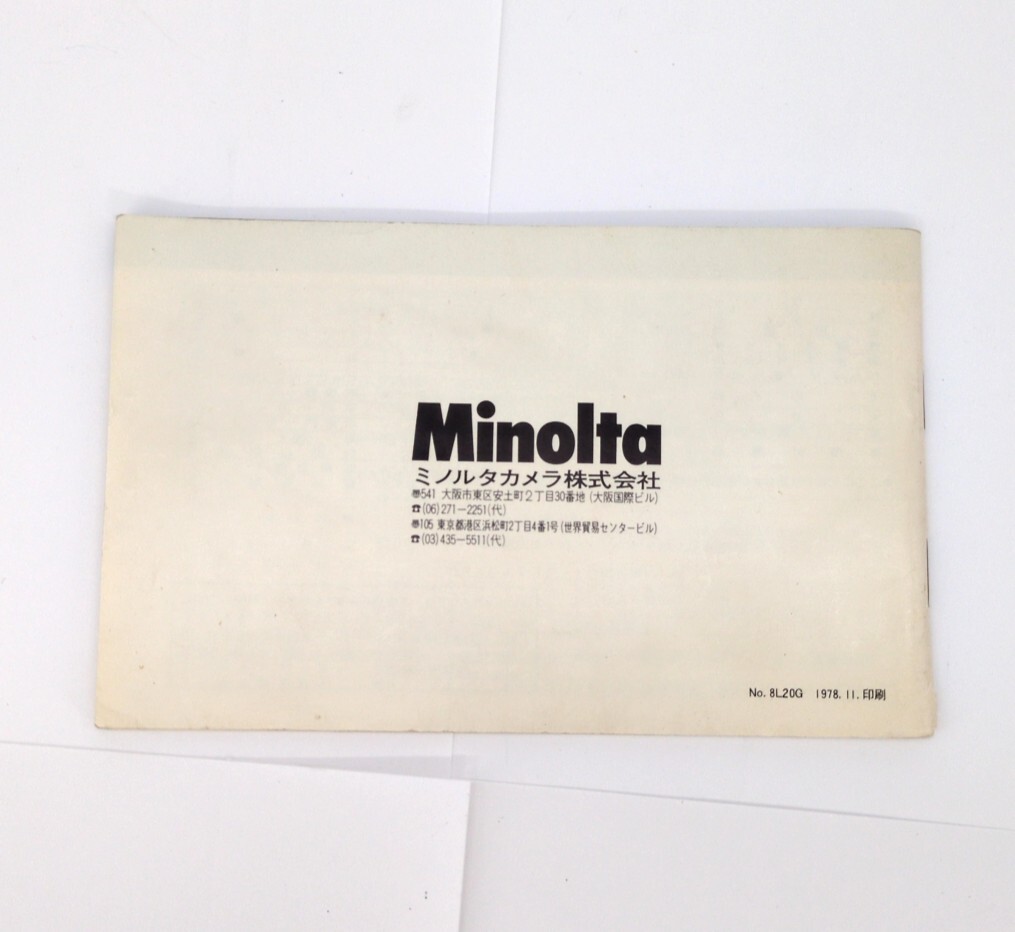 Minolta
ミノルタカメラ株式会社
〠541 大阪市東区安土町2丁目30番地 (大阪国際ビル)
☎(06)271-2251(代)
〠105 東京都港区浜松町2丁目4番1号 (世界貿易センタービル)
☎(03)435-5511(代)
No. 8L20G 1978. 11. 印刷